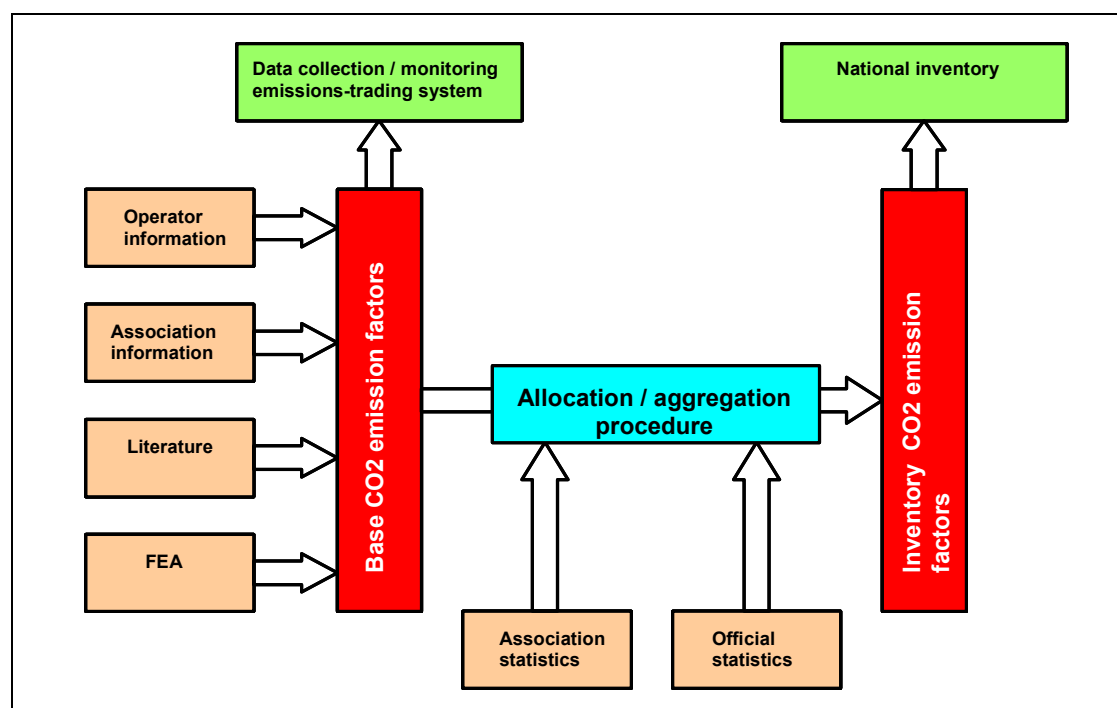 Data collection / monitoring
emissions-trading system
National inventory
Operator
information
Association
information
Literature
FEA
Base CO2 emission factors
Allocation / aggregation
procedure
Inventory CO2 emission
factors
Association
statistics
Official
statistics